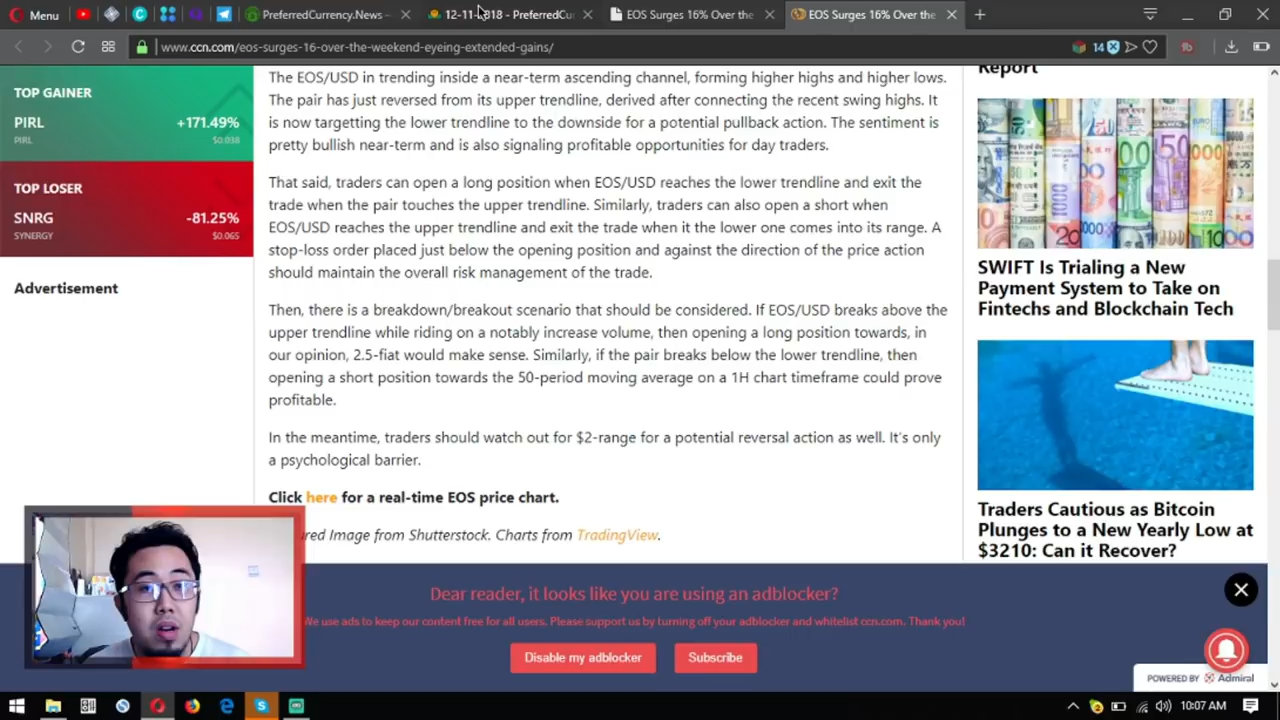 Menu
PreferredCurrency.News -
12-11-2018 - PreferredCu
EOS Surges 16% Over the
EOS Surges 16% Over the
www.ccn.com/eos-surges-16-over-the-weekend-eyeing-extended-gains/
14
TOP GAINER
PIRL +171.49%
PIRL $0.038
TOP LOSER
SNRG -81.25%
SYNERGY $0.065
Advertisement
The EOS/USD in trending inside a near-term ascending channel, forming higher highs and higher lows.
The pair has just reversed from its upper trendline, derived after connecting the recent swing highs. It
is now targetting the lower trendline to the downside for a potential pullback action. The sentiment is
pretty bullish near-term and is also signaling profitable opportunities for day traders.
That said, traders can open a long position when EOS/USD reaches the lower trendline and exit the
trade when the pair touches the upper trendline. Similarly, traders can also open a short when
EOS/USD reaches the upper trendline and exit the trade when it the lower one comes into its range. A
stop-loss order placed just below the opening position and against the direction of the price action
should maintain the overall risk management of the trade.
Then, there is a breakdown/breakout scenario that should be considered. If EOS/USD breaks above the
upper trendline while riding on a notably increase volume, then opening a long position towards, in
our opinion, 2.5-fiat would make sense. Similarly, if the pair breaks below the lower trendline, then
opening a short position towards the 50-period moving average on a 1H chart timeframe could prove
profitable.
In the meantime, traders should watch out for $2-range for a potential reversal action as well. It's only
a psychological barrier.
Click here for a real-time EOS price chart.
ured Image from Shutterstock. Charts from TradingView.
Report
SWIFT Is Trialing a New
Payment System to Take on
Fintechs and Blockchain Tech
Traders Cautious as Bitcoin
Plunges to a New Yearly Low at
$3210: Can it Recover?
Dear reader, it looks like you are using an adblocker?
We use ads to keep our content free for all users. Please support us by turning off your adblocker and whitelist ccn.com. Thank you!
Disable my adblocker
Subscribe
POWERED BY Admiral
10:07 AM